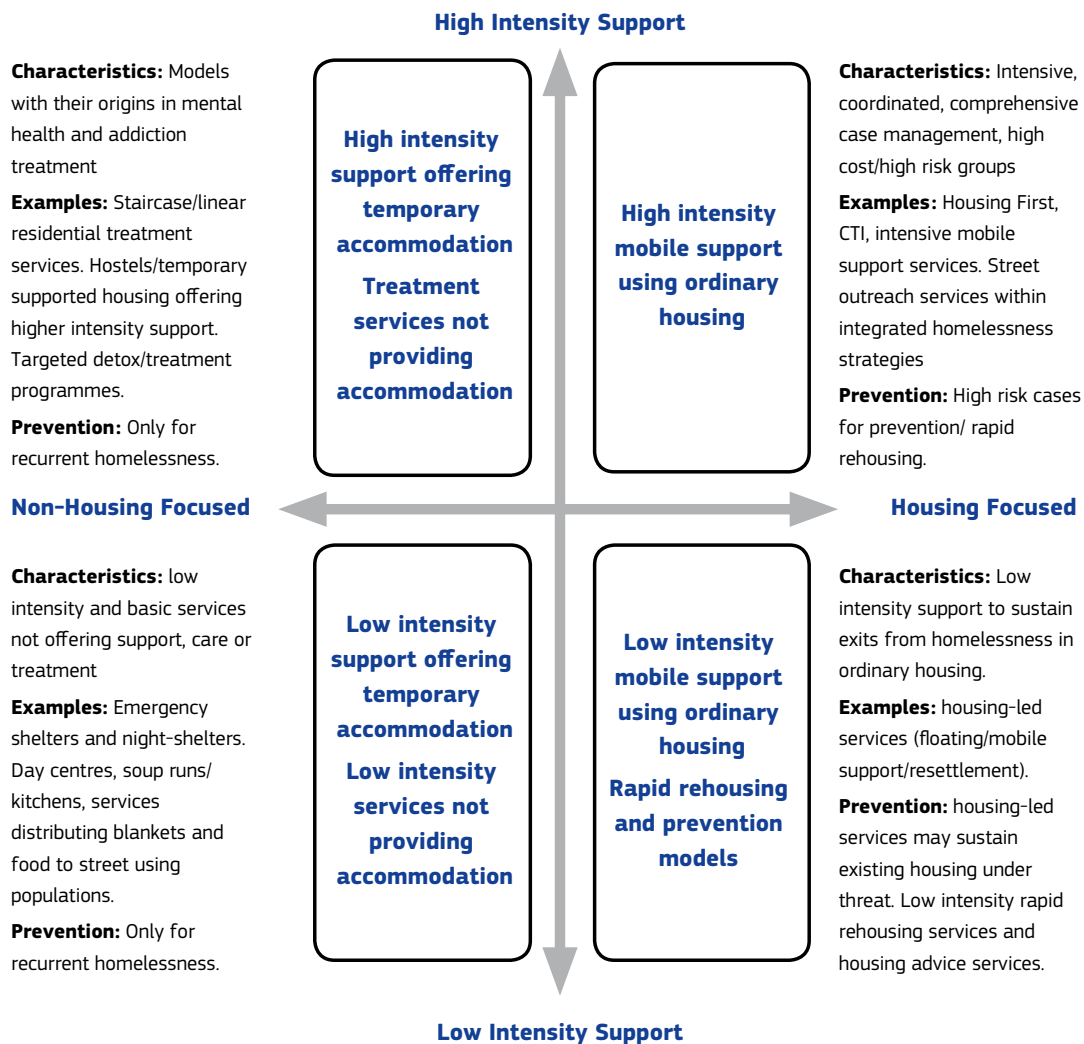 High Intensity Support
Characteristics: Models
with their origins in mental
health and addiction
treatment
Examples: Staircase/linear
residential treatment
services. Hostels/temporary
supported housing offering
higher intensity support.
Targeted detox/treatment
programmes.
Prevention: Only for
recurrent homelessness.
High intensity
support offering
temporary
accommodation
Treatment
services not
providing
accommodation
High intensity
mobile support
using ordinary
housing
Characteristics: Intensive,
coordinated, comprehensive
case management, high
cost/high risk groups
Examples: Housing First,
CTI, intensive mobile
support services. Street
outreach services within
integrated homelessness
strategies
Prevention: High risk cases
for prevention/ rapid
rehousing.
Non-Housing Focused
Housing Focused
Characteristics: low
intensity and basic services
not offering support, care or
treatment
Examples: Emergency
shelters and night-shelters.
Day centres, soup runs/
kitchens, services
distributing blankets and
food to street using
populations.
Prevention: Only for
recurrent homelessness.
Low intensity
support offering
temporary
accommodation
Low intensity
services not
providing
accommodation
Low intensity
mobile support
using ordinary
housing
Rapid rehousing
and prevention
models
Characteristics: Low
intensity support to sustain
exits from homelessness in
ordinary housing.
Examples: housing-led
services (floating/mobile
support/resettlement).
Prevention: housing-led
services may sustain
existing housing under
threat. Low intensity rapid
rehousing services and
housing advice services.
Low Intensity Support